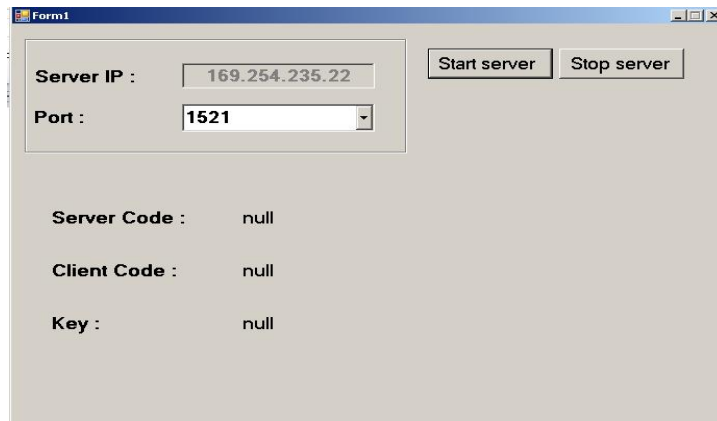 Form1
Server IP : 169.254.235.22
Start server
Stop server
Port : 1521
Server Code : null
Client Code : null
Key : null